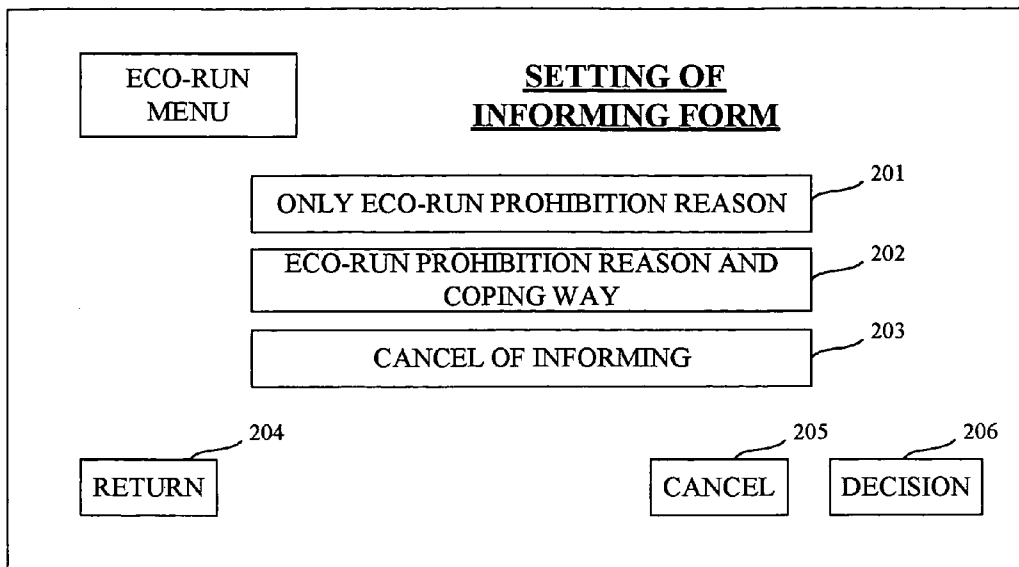 ECO-RUN
MENU
SETTING OF
INFORMING FORM
201
ONLY ECO-RUN PROHIBITION REASON
202
ECO-RUN PROHIBITION REASON AND
COPING WAY
203
CANCEL OF INFORMING
204
RETURN
205
CANCEL
206
DECISION